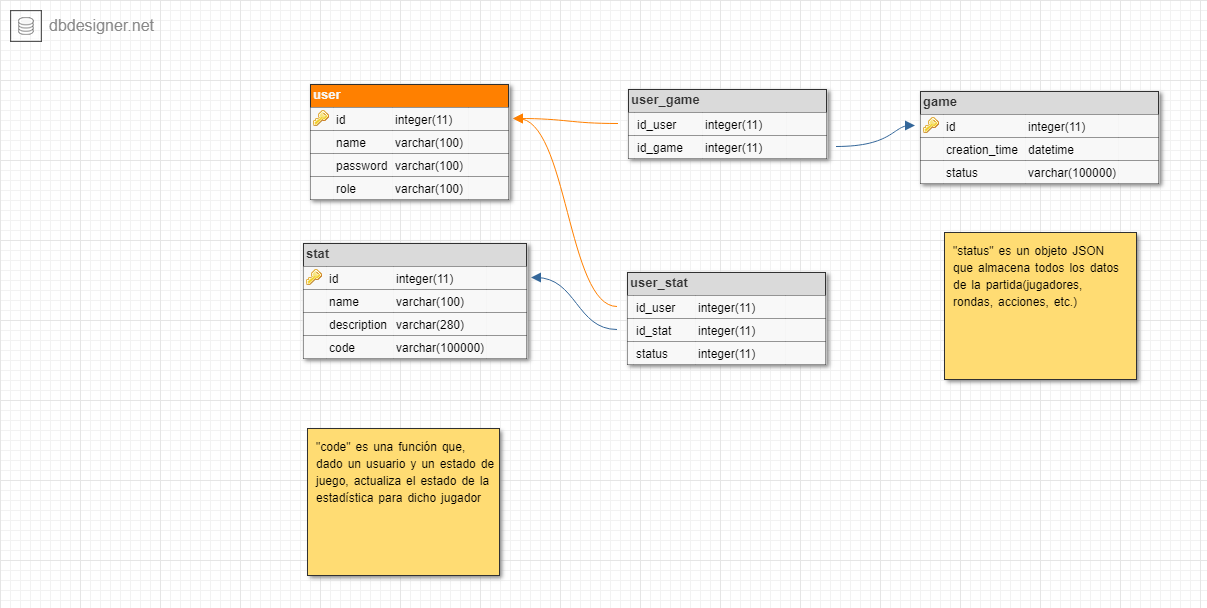 dbdesigner.net
user
id integer(11)
name varchar(100)
password varchar(100)
role varchar(100)
user_game
id_user integer(11)
id_game integer(11)
game
id integer(11)
creation_time datetime
status varchar(100000)
stat
id integer(11)
name varchar(100)
description varchar(280)
code varchar(100000)
user_stat
id_user integer(11)
id_stat integer(11)
status integer(11)
"status" es un objeto JSON
que almacena todos los datos
de la partida(jugadores,
rondas, acciones, etc.)
"code" es una función que,
dado un usuario y un estado de
juego, actualiza el estado de la
estadística para dicho jugador